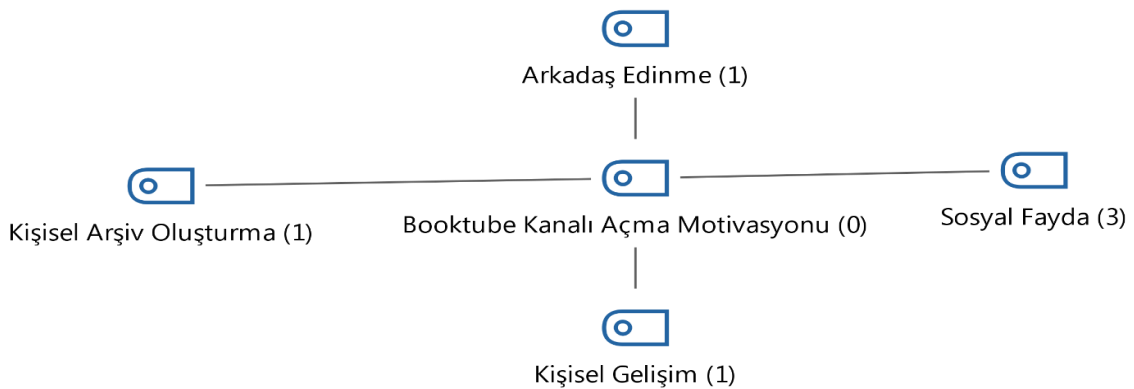 Arkadaş Edinme (1)
Kişisel Arşiv Oluşturma (1)
Booktube Kanalı Açma Motivasyonu (0)
Sosyal Fayda (3)
Kişisel Gelişim (1)